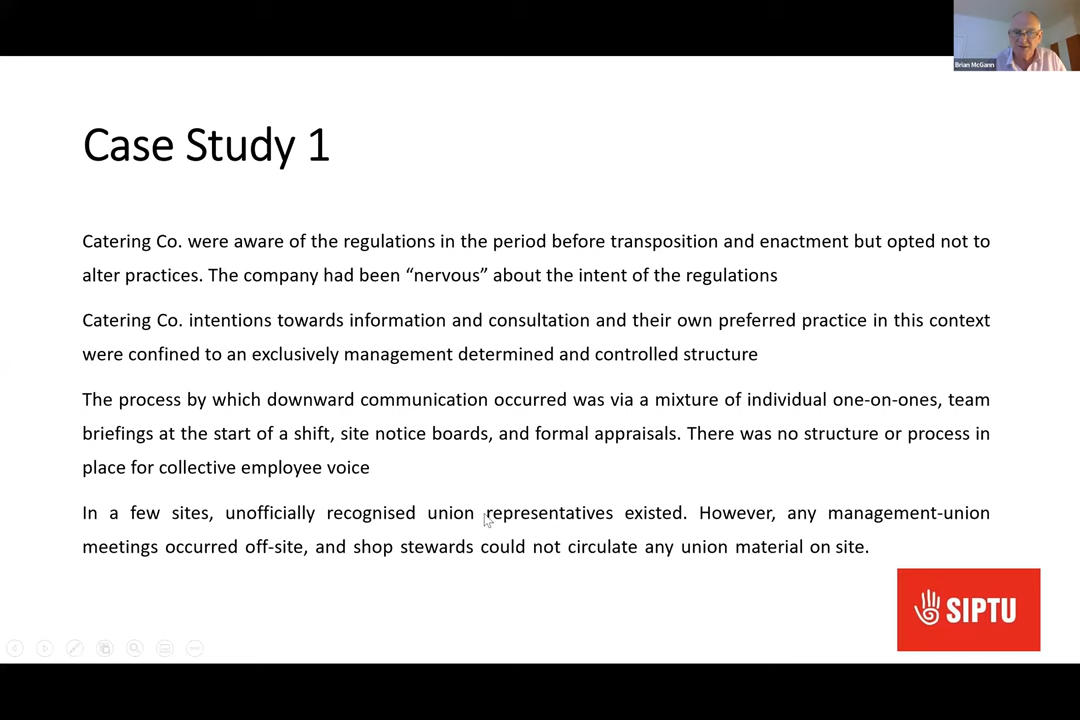 Brian McGann
Case Study 1
Catering Co. were aware of the regulations in the period before transposition and enactment but opted not to
alter practices. The company had been “nervous” about the intent of the regulations
Catering Co. intentions towards information and consultation and their own preferred practice in this context
were confined to an exclusively management determined and controlled structure
The process by which downward communication occurred was via a mixture of individual one-on-ones, team
briefings at the start of a shift, site notice boards, and formal appraisals. There was no structure or process in
place for collective employee voice
In a few sites, unofficially recognised union representatives existed. However, any management-union
meetings occurred off-site, and shop stewards could not circulate any union material on site.
SIPTU